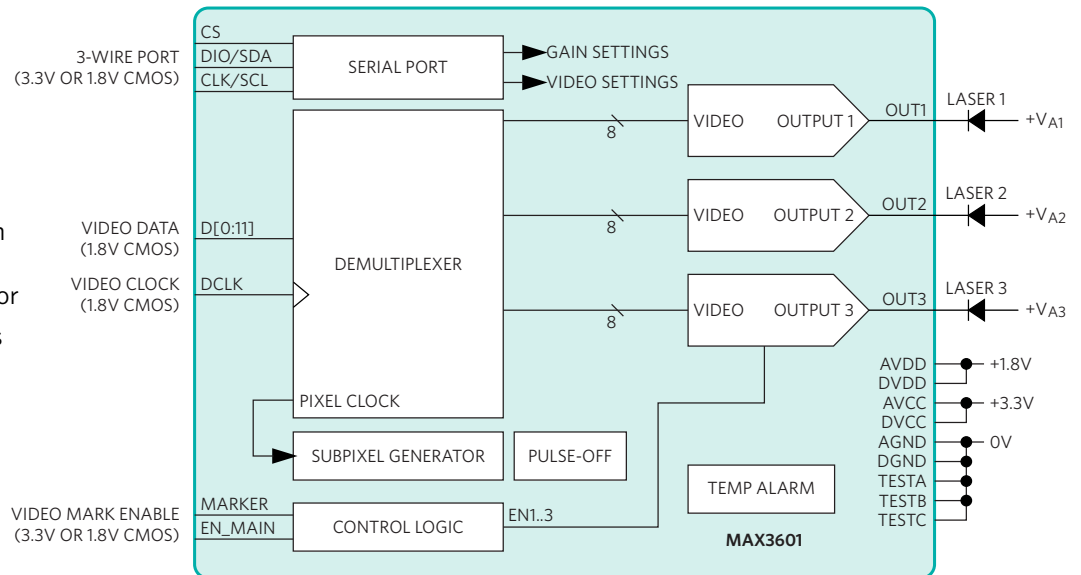 CS
3-WIRE PORT
(3.3V OR 1.8V CMOS)
DIO/SDA
CLK/SCL
SERIAL PORT
GAIN SETTINGS
VIDEO SETTINGS
VIDEO
OUTPUT 1
8
OUT1
LASER 1
+VA1
VIDEO
OUTPUT 2
8
OUT2
LASER 2
+VA2
VIDEO DATA
(1.8V CMOS)
D[0:11]
VIDEO CLOCK
(1.8V CMOS)
DCLK
or
DEMULTIPLEXER
VIDEO
OUTPUT 3
8
OUT3
LASER 3
+VA3
PIXEL CLOCK
SUBPIXEL GENERATOR
PULSE-OFF
AVDD
DVDD
+1.8V
AVCC
DVCC
+3.3V
AGND
DGND
TESTA
TESTB
TESTC
0V
TEMP ALARM
VIDEO MARK ENABLE
(3.3V OR 1.8V CMOS)
MARKER
EN_MAIN
CONTROL LOGIC
EN1..3
MAX3601